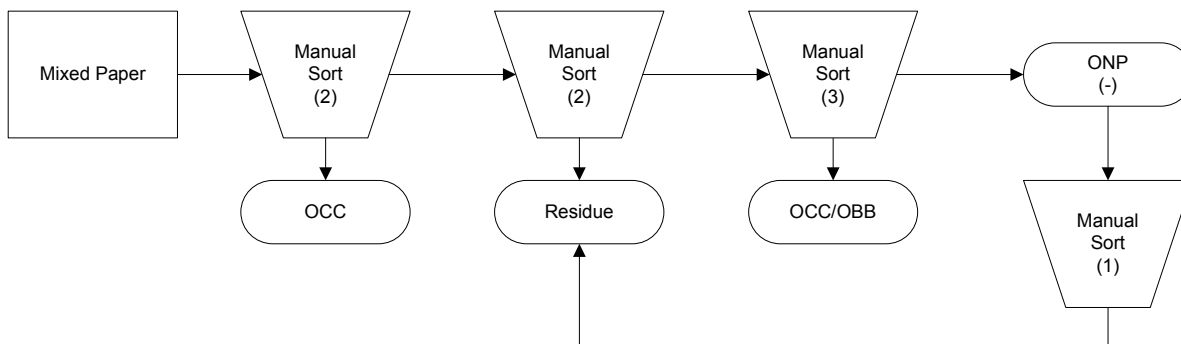 Mixed Paper
Manual
Sort
(2)
Manual
Sort
(2)
Manual
Sort
(3)
ONP
(-)
OCC
Residue
OCC/OBB
Manual
Sort
(1)